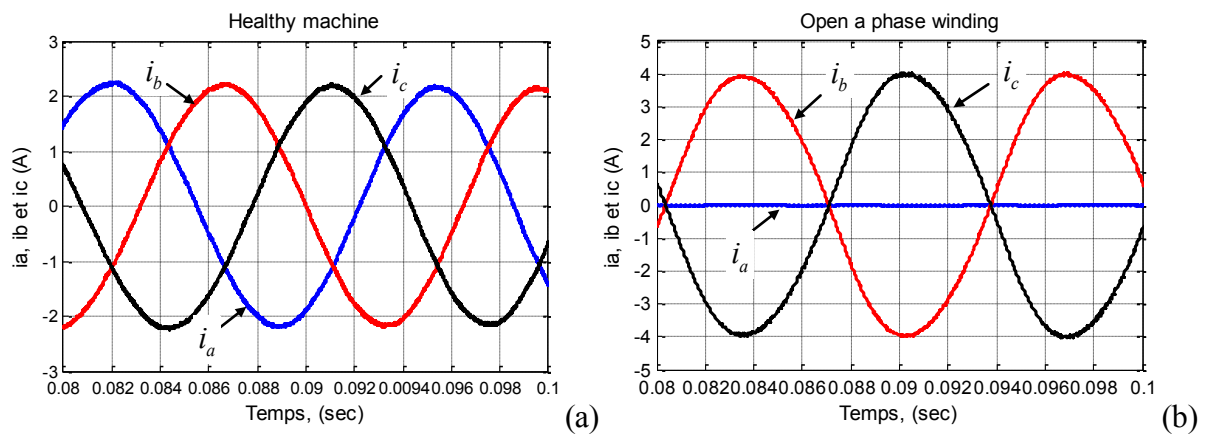 Healthy machine
3
2
1
0
-1
-2
-3
ia, ib et ic (A)
i_b
i_c
i_a
0.08 0.082 0.084 0.086 0.088 0.09 0.092 0.0094 0.096 0.098 0.1
Temps, (sec)
(a)
Open a phase winding
5
4
3
2
1
0
-1
-2
-3
-4
-5
ia, ib et ic (A)
i_b
i_c
i_a
0.08 0.082 0.084 0.086 0.088 0.09 0.092 0.0094 0.096 0.098 0.1
Temps, (sec)
(b)